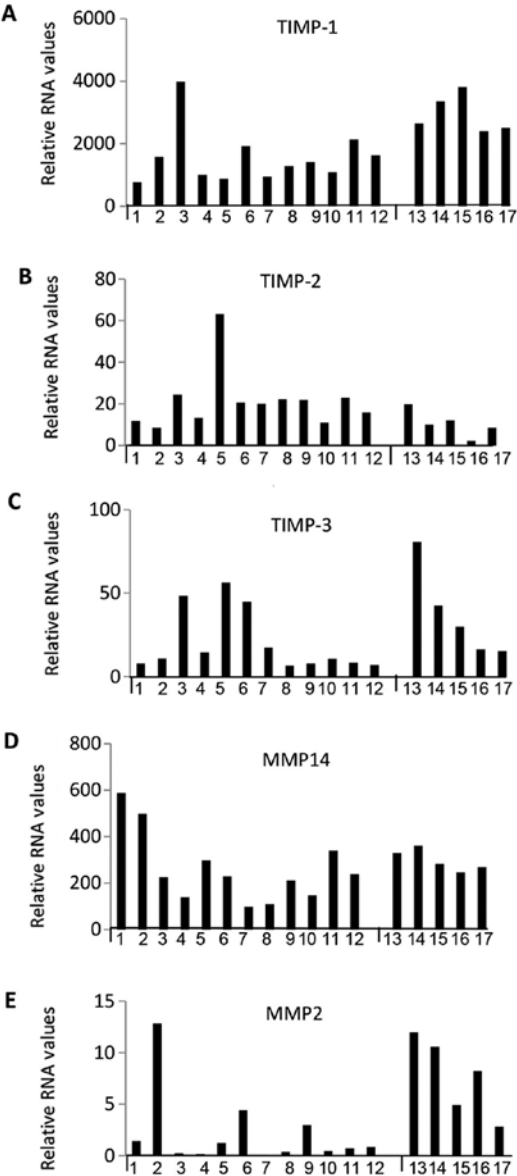 A
TIMP-1
Relative RNA values
6000
4000
2000
0
1 2 3 4 5 6 7 8 9 10 11 12 13 14 15 16 17
B
TIMP-2
Relative RNA values
80
60
40
20
0
1 2 3 4 5 6 7 8 9 10 11 12 13 14 15 16 17
C
TIMP-3
Relative RNA values
100
50
0
1 2 3 4 5 6 7 8 9 10 11 12 13 14 15 16 17
D
MMP14
Relative RNA values
800
600
400
200
0
1 2 3 4 5 6 7 8 9 10 11 12 13 14 15 16 17
E
MMP2
Relative RNA values
15
10
5
0
1 2 3 4 5 6 7 8 9 10 11 12 13 14 15 16 17